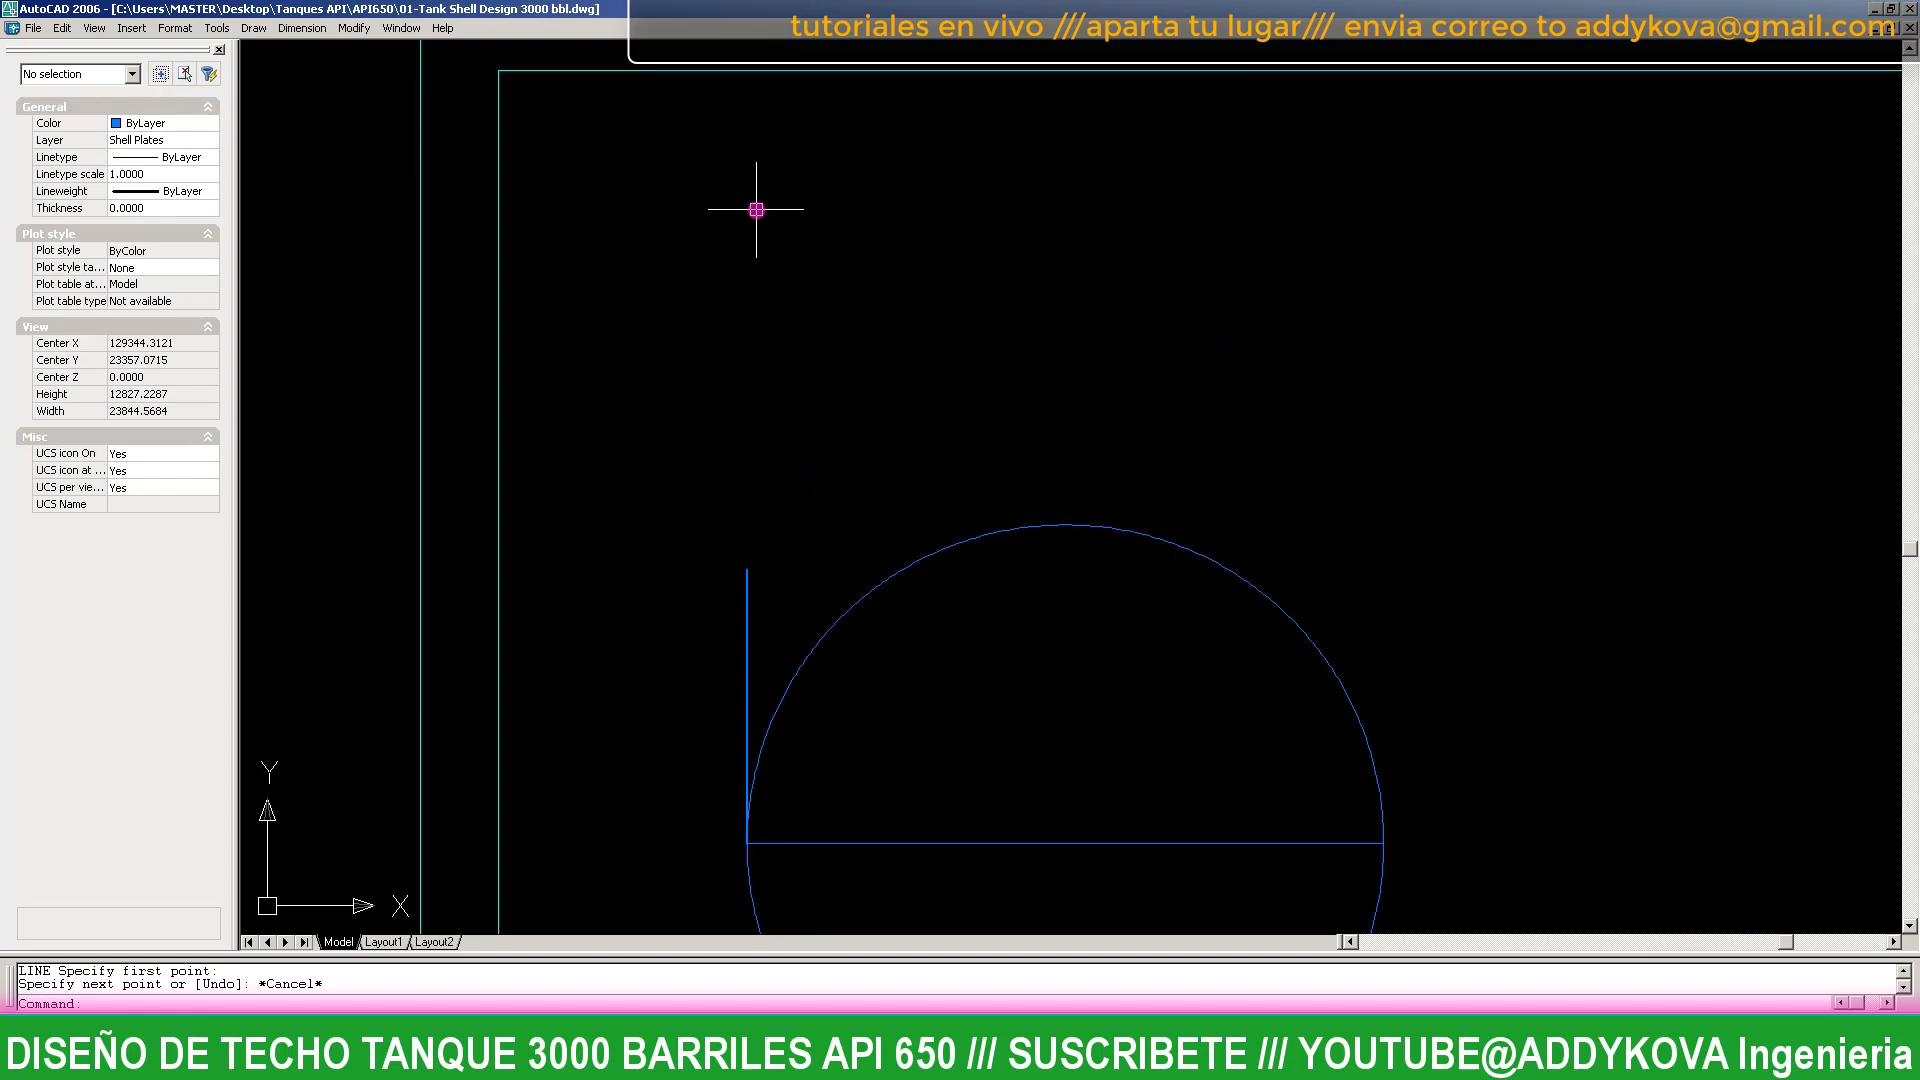 AutoCAD 2006 - [C:\Users\MASTER\Desktop\Tanques API\API650\01-Tank Shell Design 3000 bbl.dwg]
tutoriales en vivo ///aparta tu lugar/// envia correo to addykova@gmail.com
File Edit View Insert Format Tools Draw Dimension Modify Window Help
No selection
General
Color ByLayer
Layer Shell Plates
Linetype ByLayer
Linetype scale 1.0000
Lineweight ByLayer
Thickness 0.0000
Plot style
Plot style ByColor
Plot style ta... None
Plot table at... Model
Plot table type Not available
View
Center X 129344.3121
Center Y 23357.0715
Center Z 0.0000
Height 12827.2287
Width 23844.5684
Misc
UCS icon On Yes
UCS icon at ... Yes
UCS per vie... Yes
UCS Name
Y
X
Model Layout1 Layout2
LINE Specify first point:
Specify next point or [Undo]: *Cancel*
Command:
DISEÑO DE TECHO TANQUE 3000 BARRILES API 650 /// SUSCRIBETE /// YOUTUBE@ADDYKOVA Ingenieria